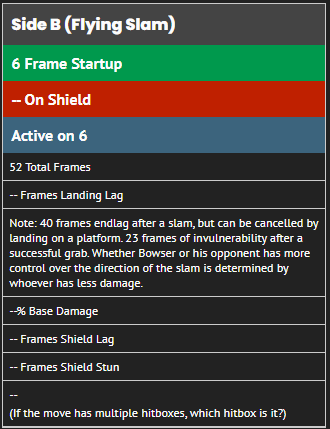 Side B (Flying Slam)
6 Frame Startup
-- On Shield
Active on 6
52 Total Frames
-- Frames Landing Lag
Note: 40 frames endlag after a slam, but can be cancelled by
landing on a platform. 23 frames of invulnerability after a
successful grab. Whether Bowser or his opponent has more
control over the direction of the slam is determined by
whoever has less damage.
--% Base Damage
-- Frames Shield Lag
-- Frames Shield Stun
--
(If the move has multiple hitboxes, which hitbox is it?)